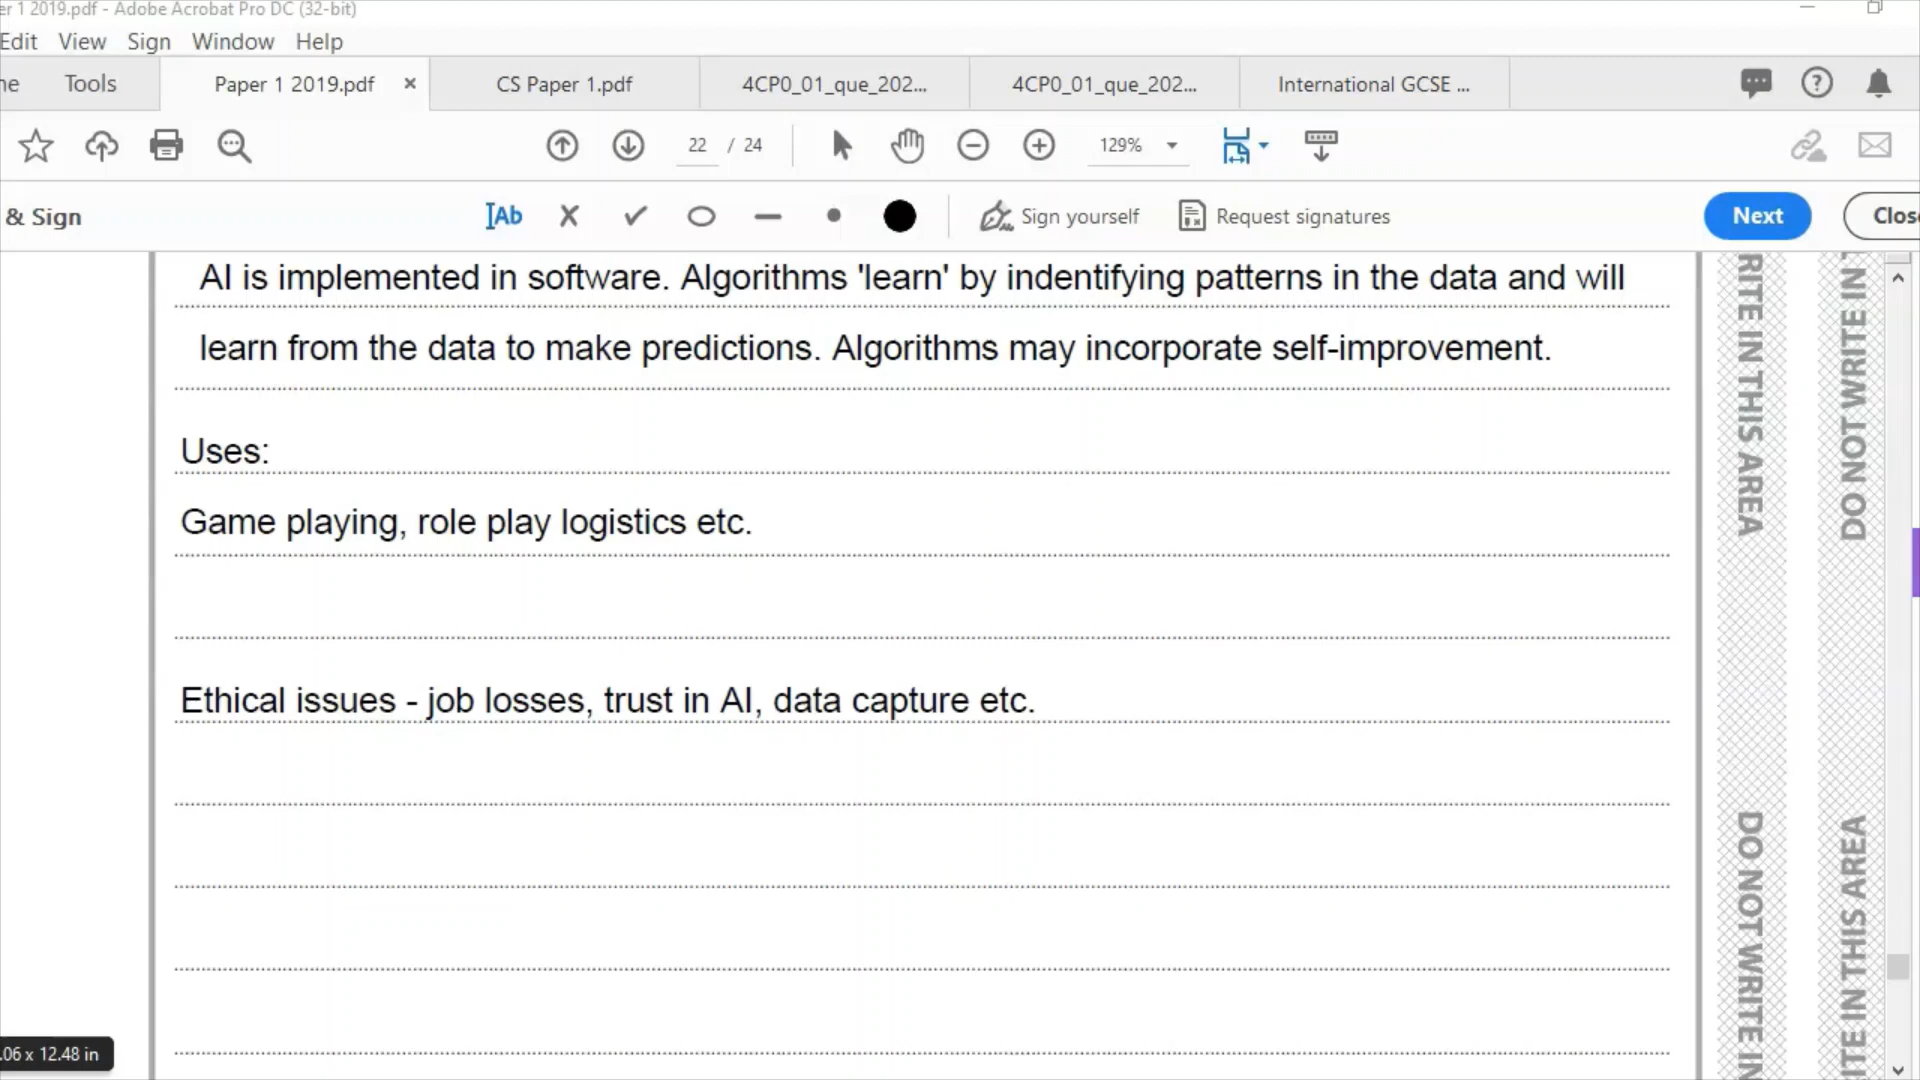 er 1 2019.pdf - Adobe Acrobat Pro DC (32-bit)
Edit View Sign Window Help
me Tools Paper 1 2019.pdf × CS Paper 1.pdf 4CP0_01_que_202... 4CP0_01_que_202... International GCSE ...
22 / 24 129%
& Sign Ab Sign yourself Request signatures Next Clos
AI is implemented in software. Algorithms 'learn' by indentifying patterns in the data and will
learn from the data to make predictions. Algorithms may incorporate self-improvement.
Uses:
Game playing, role play logistics etc.
Ethical issues - job losses, trust in AI, data capture etc.
.06 x 12.48 in
RITE IN THIS AREA
DO NOT WRITE IN
DO NOT WRITE IN T
ITE IN THIS AREA